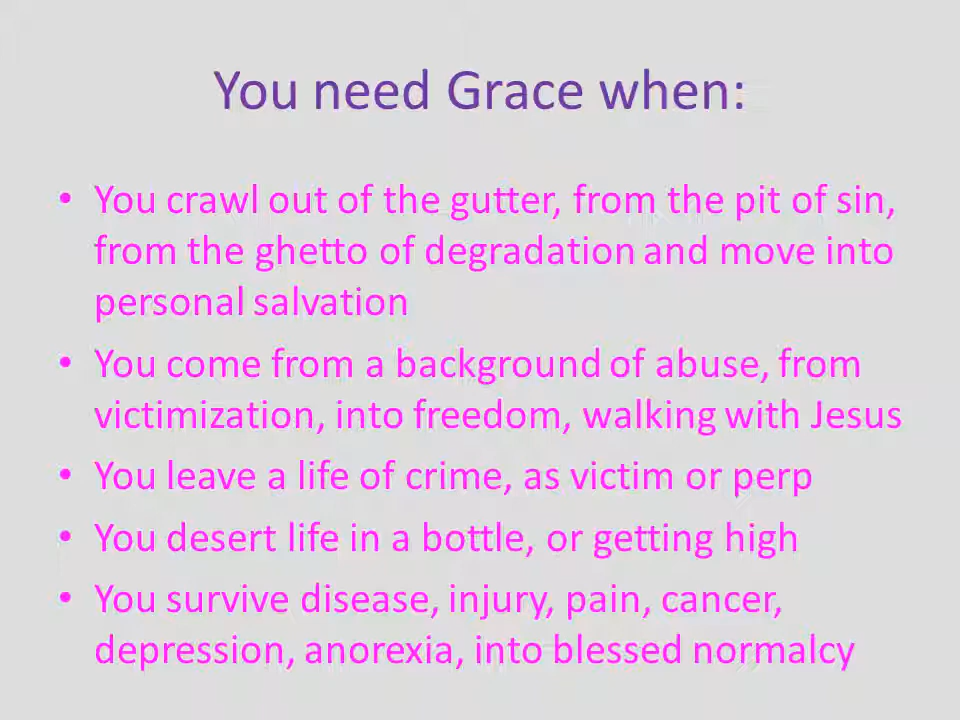 You need Grace when:
• You crawl out of the gutter, from the pit of sin,
from the ghetto of degradation and move into
personal salvation
• You come from a background of abuse, from
victimization, into freedom, walking with Jesus
• You leave a life of crime, as victim or perp
• You desert life in a bottle, or getting high
• You survive disease, injury, pain, cancer,
depression, anorexia, into blessed normalcy